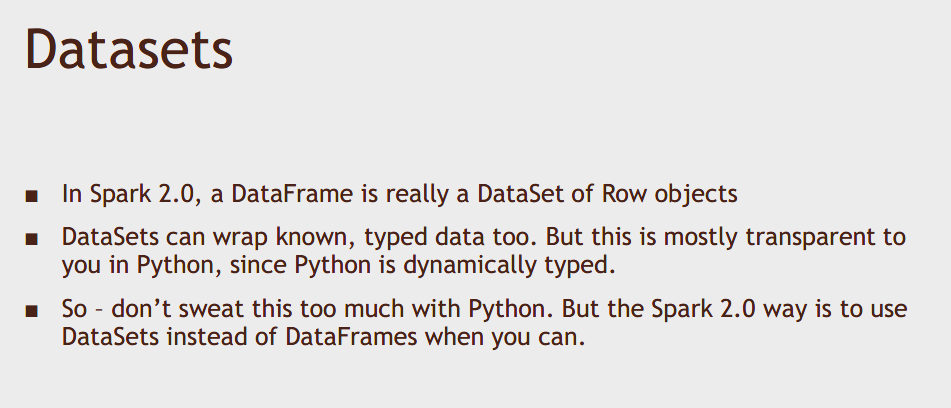 Datasets
■ In Spark 2.0, a DataFrame is really a DataSet of Row objects
■ DataSets can wrap known, typed data too. But this is mostly transparent to
you in Python, since Python is dynamically typed.
■ So – don’t sweat this too much with Python. But the Spark 2.0 way is to use
DataSets instead of DataFrames when you can.